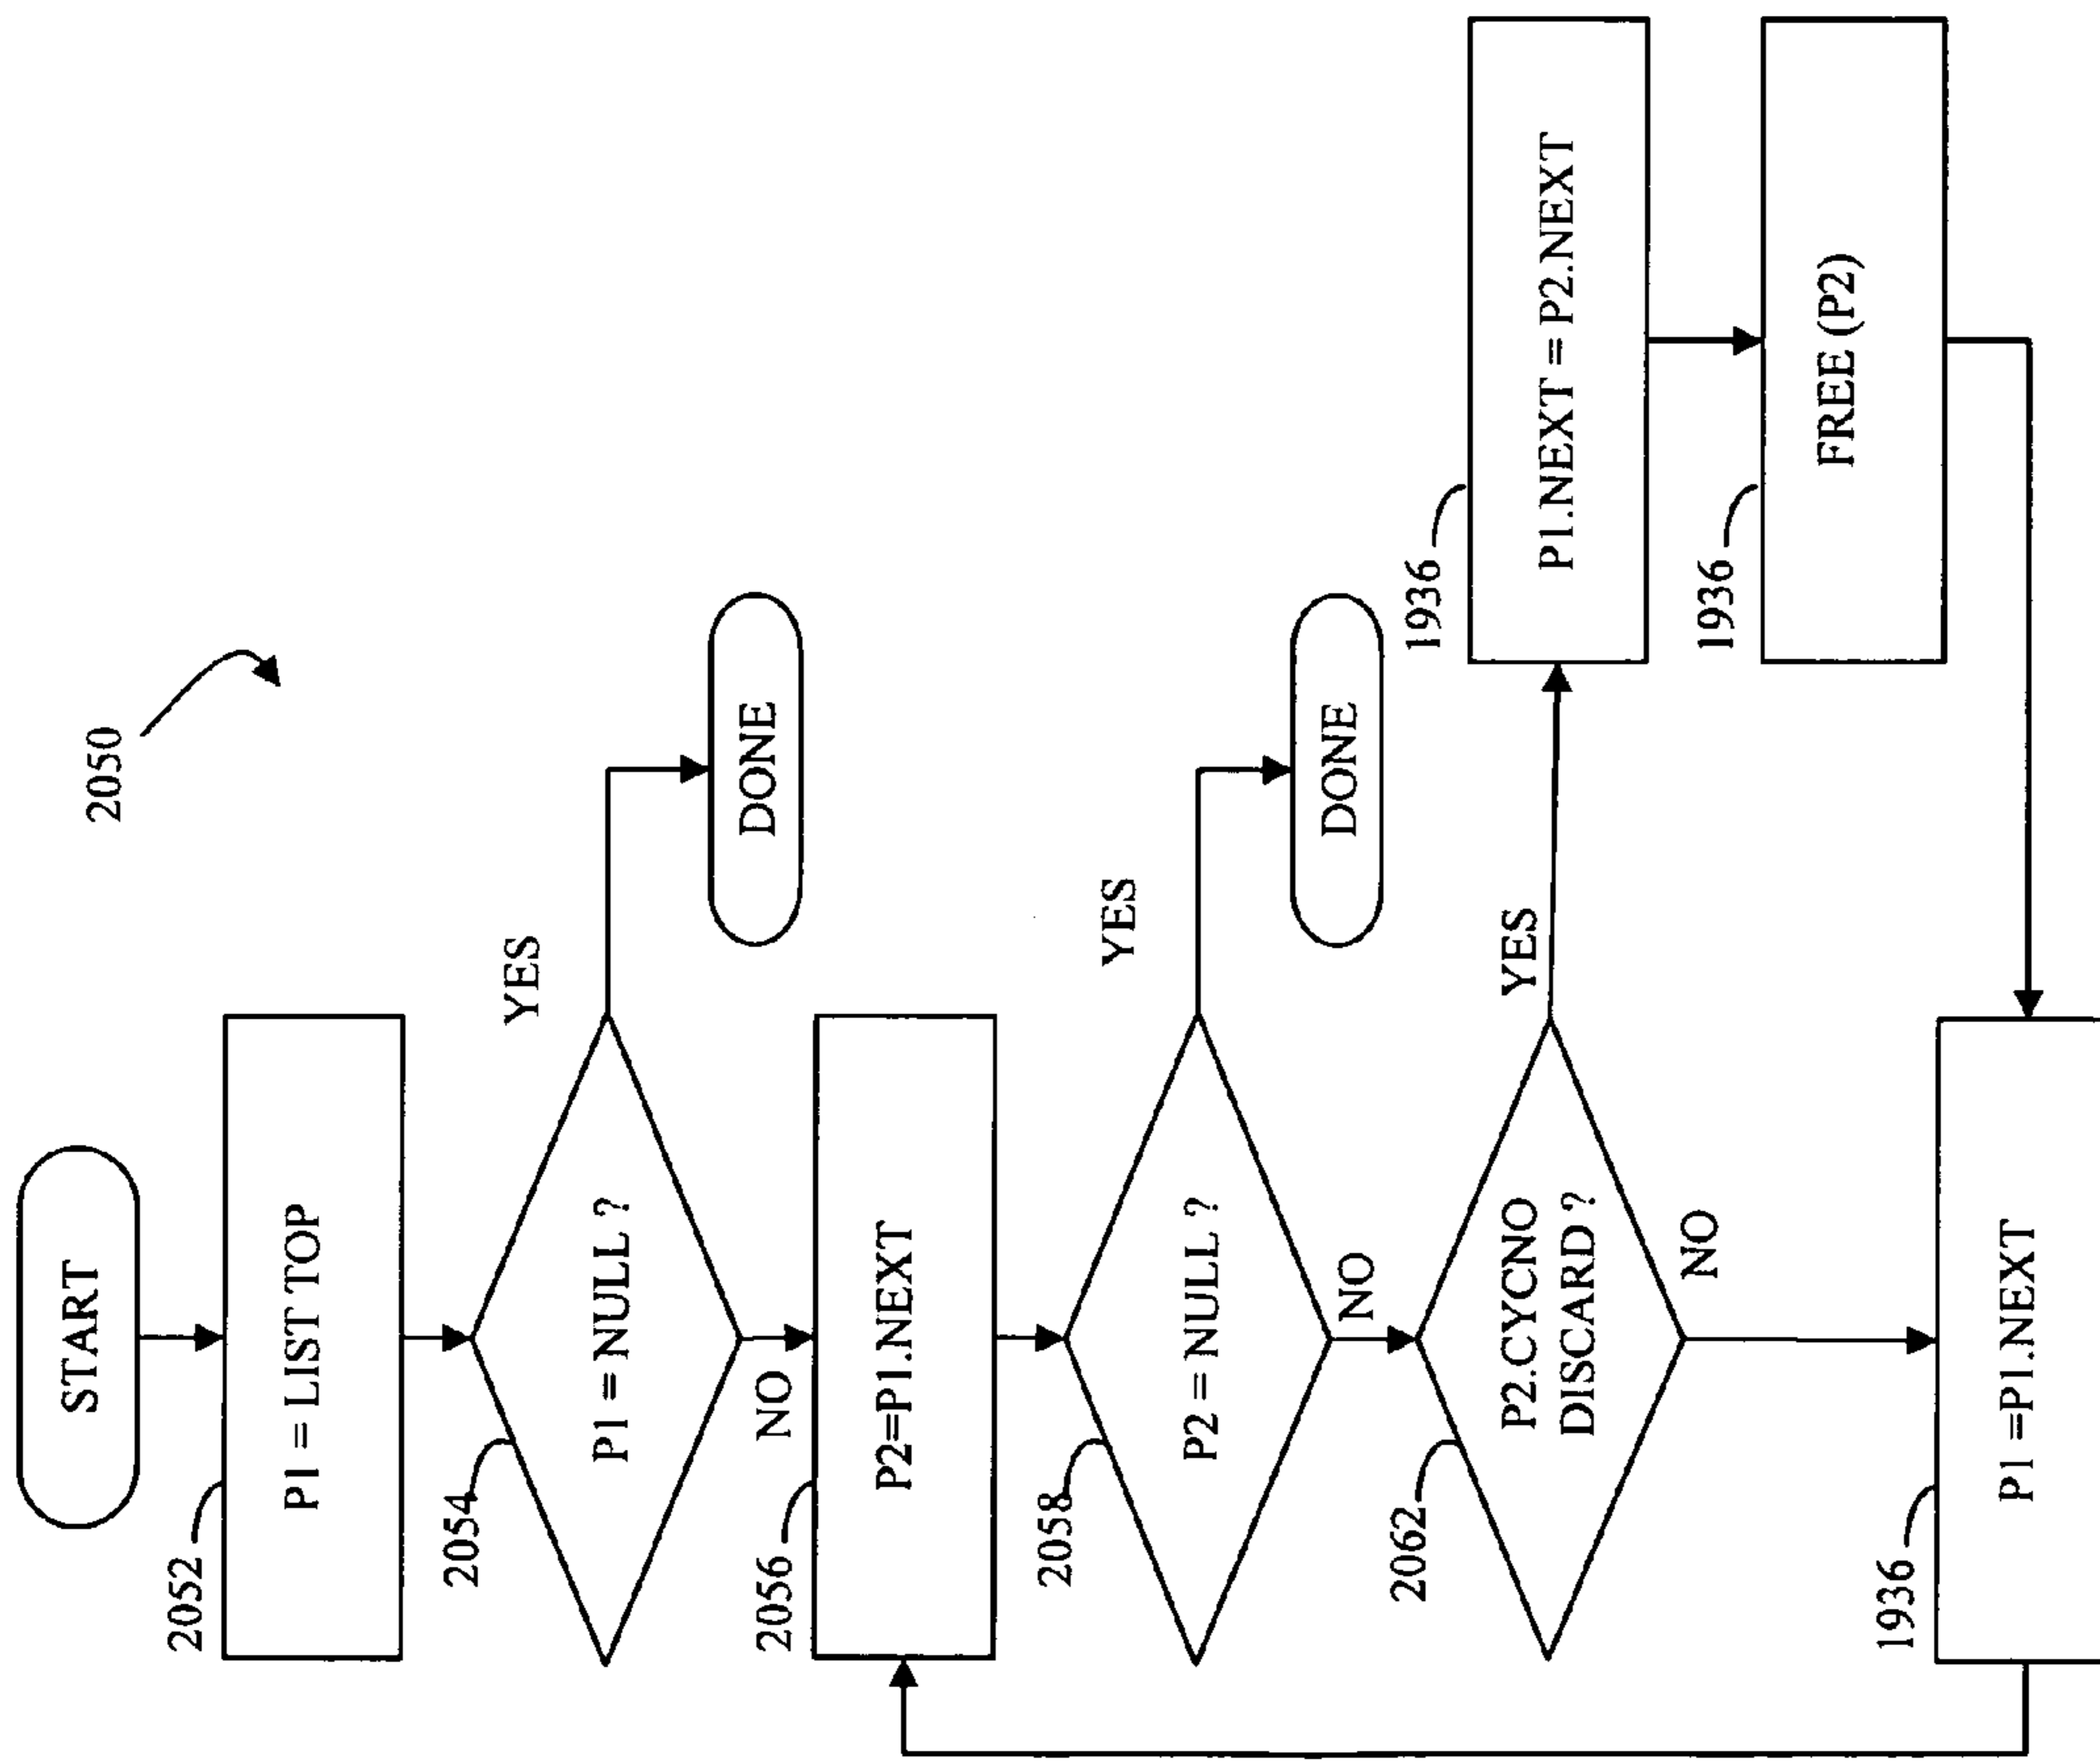 2050
START
2052
P1 = LIST TOP
2054
P1 = NULL ?
YES
DONE
NO
2056
P2=P1.NEXT
2058
P2 = NULL ?
YES
DONE
NO
2062
P2.CYCNO
DISCARD ?
YES
1936
P1.NEXT = P2.NEXT
1936
FREE (P2)
NO
1936
P1 =P1.NEXT